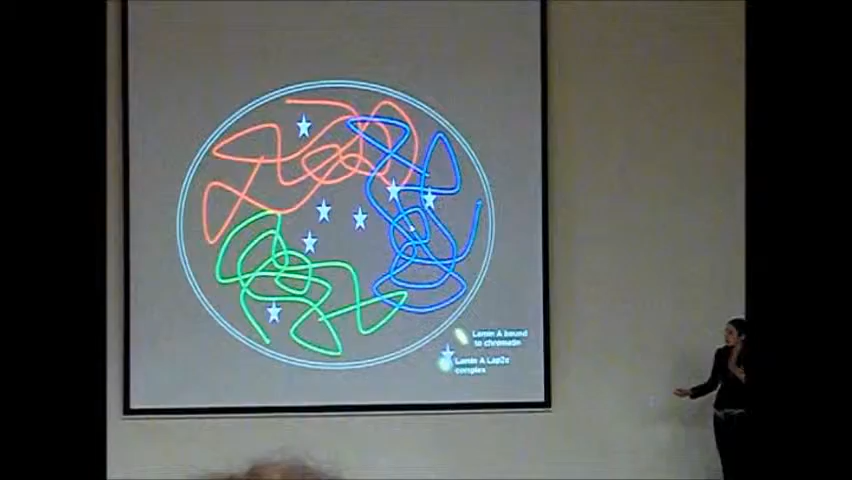 Lamin A bound
to chromatin
Lamin A Lap2α
complex